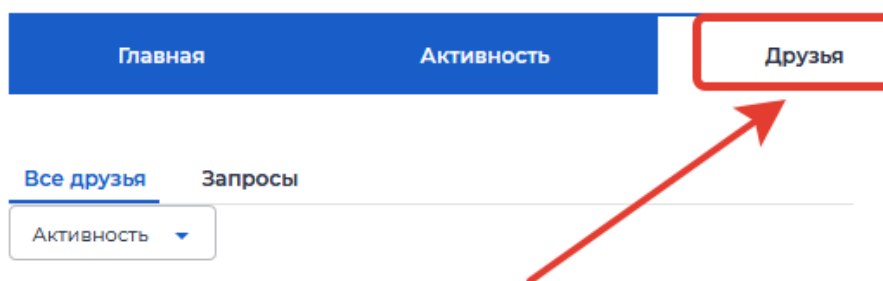 Главная Активность Друзья
Все друзья Запросы
Активность